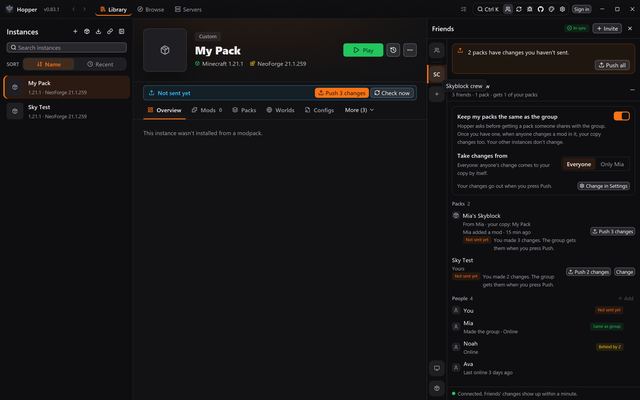 Hopper v0.83.1
Library
Browse
Servers
Ctrl K
Sign in
Instances
Search instances
SORT
Name
Recent
My Pack
1.21.1 · NeoForge 21.1.259
Sky Test
1.21.1 · NeoForge 21.1.259
Custom
My Pack
Minecraft 1.21.1
NeoForge 21.1.259
Play
Not sent yet
Push 3 changes
Check now
Overview
Mods 0
Packs
Worlds
Configs
More (3)
This instance wasn't installed from a modpack.
Friends
In sync
Invite
SC
2 packs have changes you haven't sent.
Push all
Skyblock crew
3 friends · 1 pack · gets 1 of your packs
Keep my packs the same as the group
Hopper asks before getting a pack someone shares with the group.
Once you have one, when anyone changes a mod in it, your copy
changes too. Your other instances don't change.
Take changes from
Everyone: anyone's change comes to your
copy by itself.
Everyone
Only Mia
Your changes go out when you press Push.
Change in Settings
Packs 2
Mia's Skyblock
From Mia · your copy: My Pack
Mia added a mod · 15 min ago
Not sent yet
You made 3 changes. The group gets
them when you press Push.
Push 3 changes
Sky Test
Yours
Not sent yet
You made 2 changes. The group
gets them when you press Push.
Push 2 changes
Change
People 4
+ Add
You
Not sent yet
Mia
Made the group · Online
Same as group
Noah
Online
Behind by 2
Ava
Last online 3 days ago
Connected. Friends' changes show up within a minute.